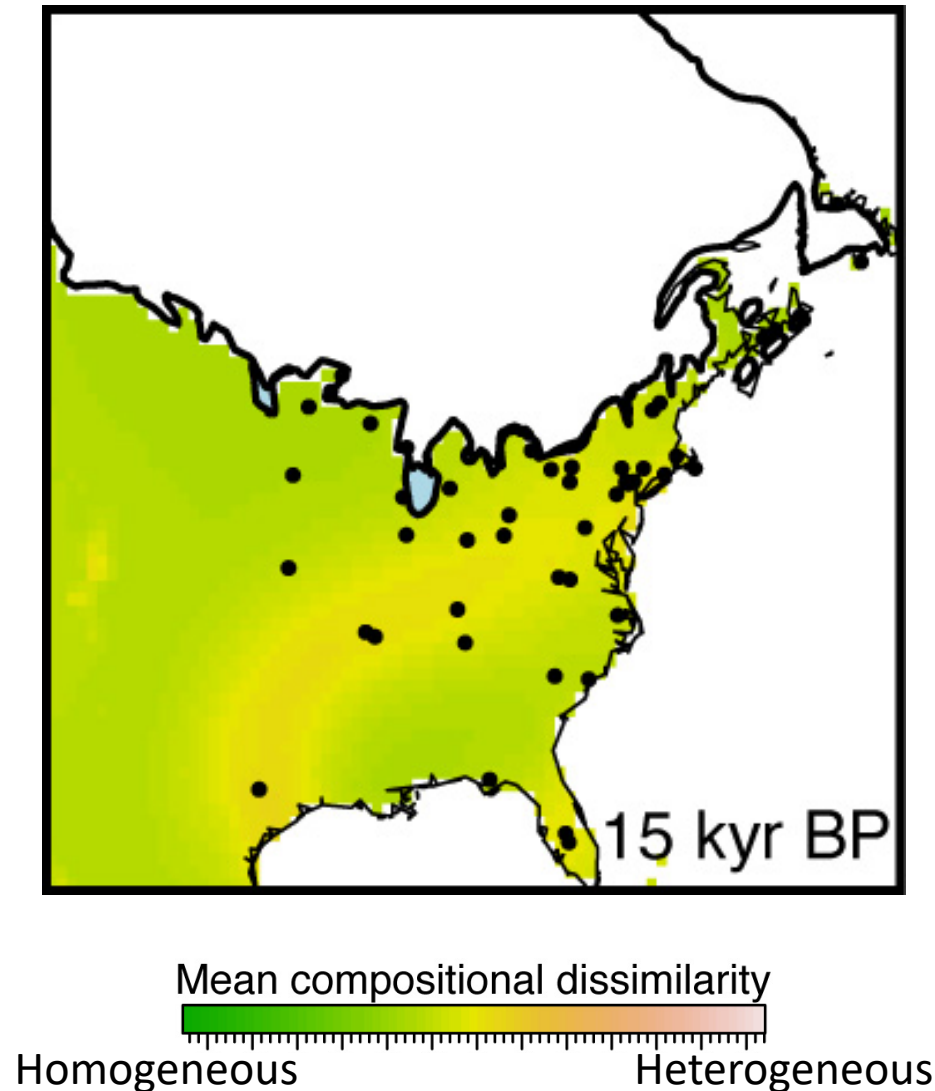 15 kyr BP
Mean compositional dissimilarity
Homogeneous Heterogeneous